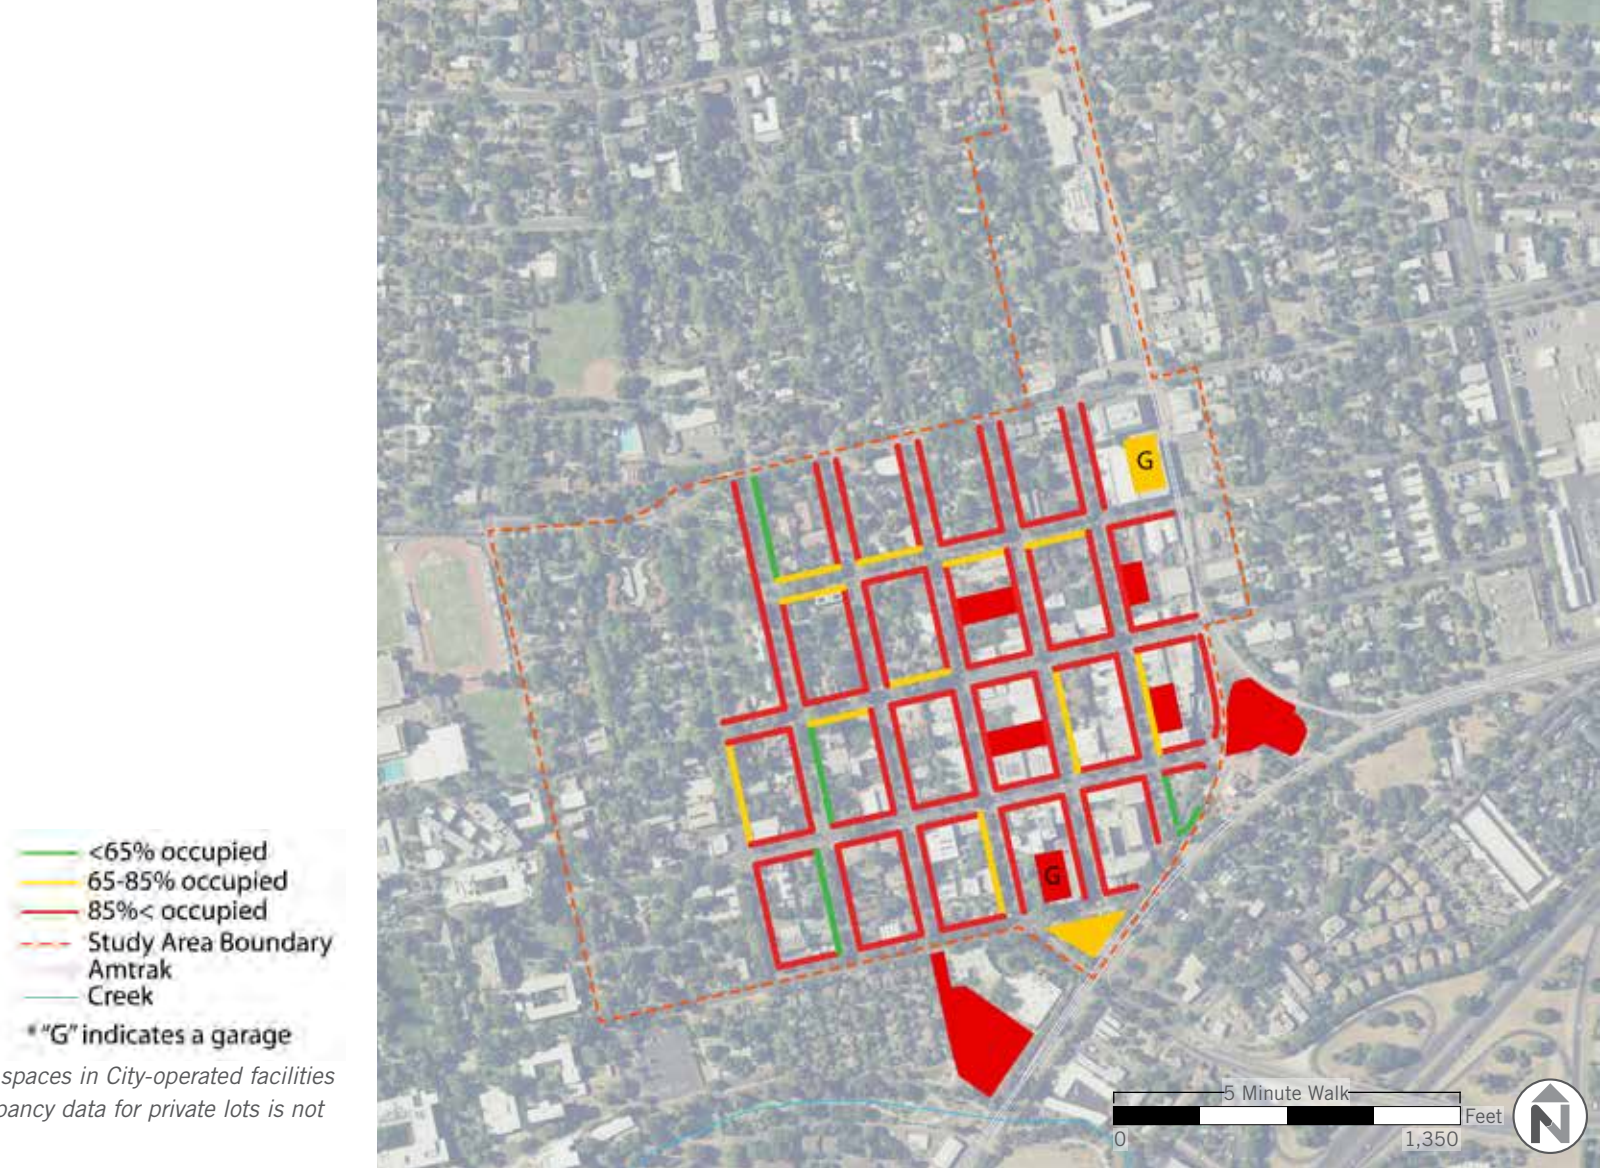 G
G
<65% occupied
65-85% occupied
85%< occupied
Study Area Boundary
Amtrak
Creek
* "G" indicates a garage
spaces in City-operated facilities
pancy data for private lots is not
5 Minute Walk
Feet
0 1,350
N